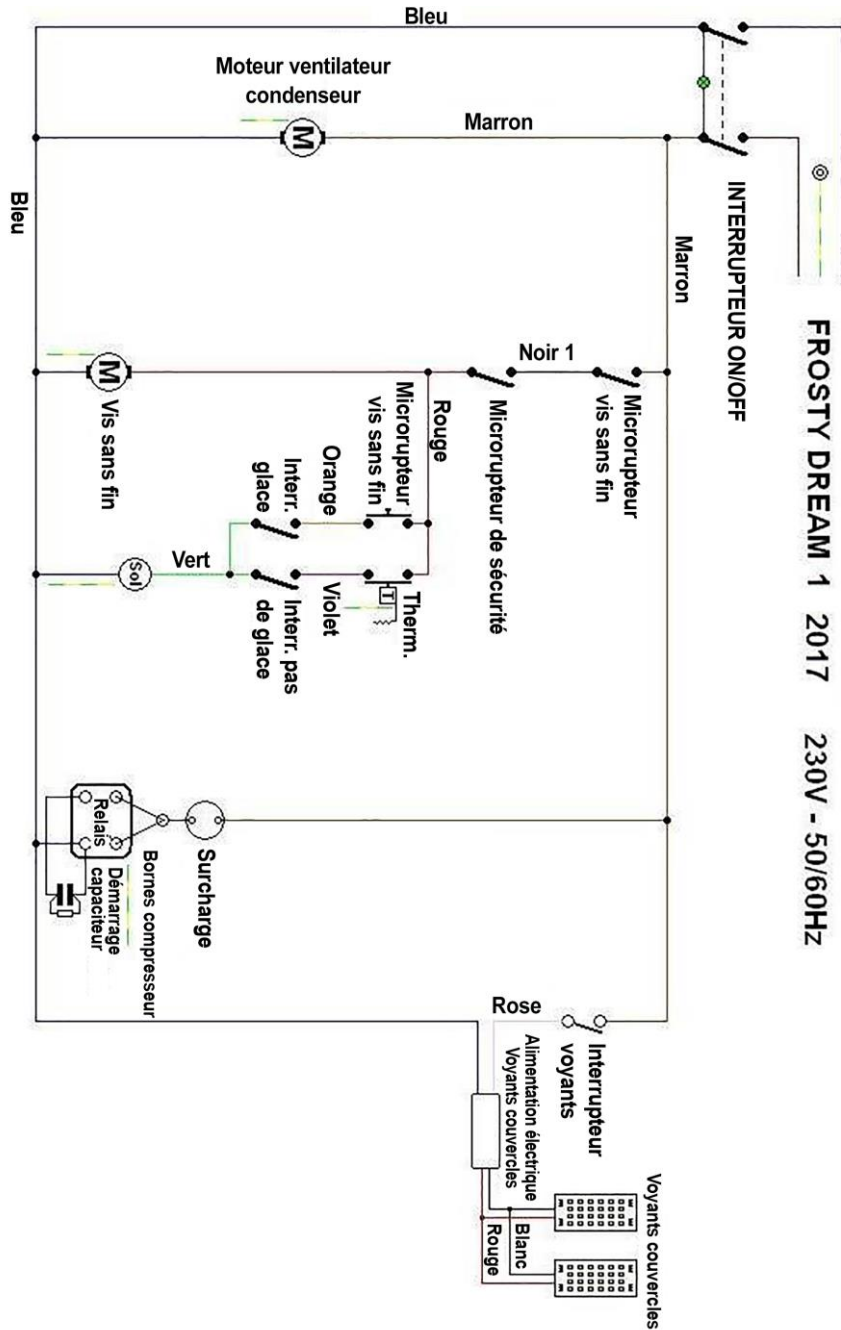 FROSTY DREAM 1 2017 230V - 50/60Hz
Bleu
INTERRUPTEUR ON/OFF
Moteur ventilateur
condenseur
M
Marron
Marron
Bleu
Noir 1
Microrupteur
vis sans fin
Microrupteur de sécurité
Rouge
M
Vis sans fin
Microrupteur
vis sans fin
Orange
Interr.
glace
Therm.
T
Violet
Interr. pas
de glace
Vert
Sol
Surcharge
Bornes compresseur
Relais
Démarrage
capaciteur
Rose
Interrupteur
voyants
Alimentation électrique
Voyants couvercles
Voyants couvercles
Blanc
Rouge